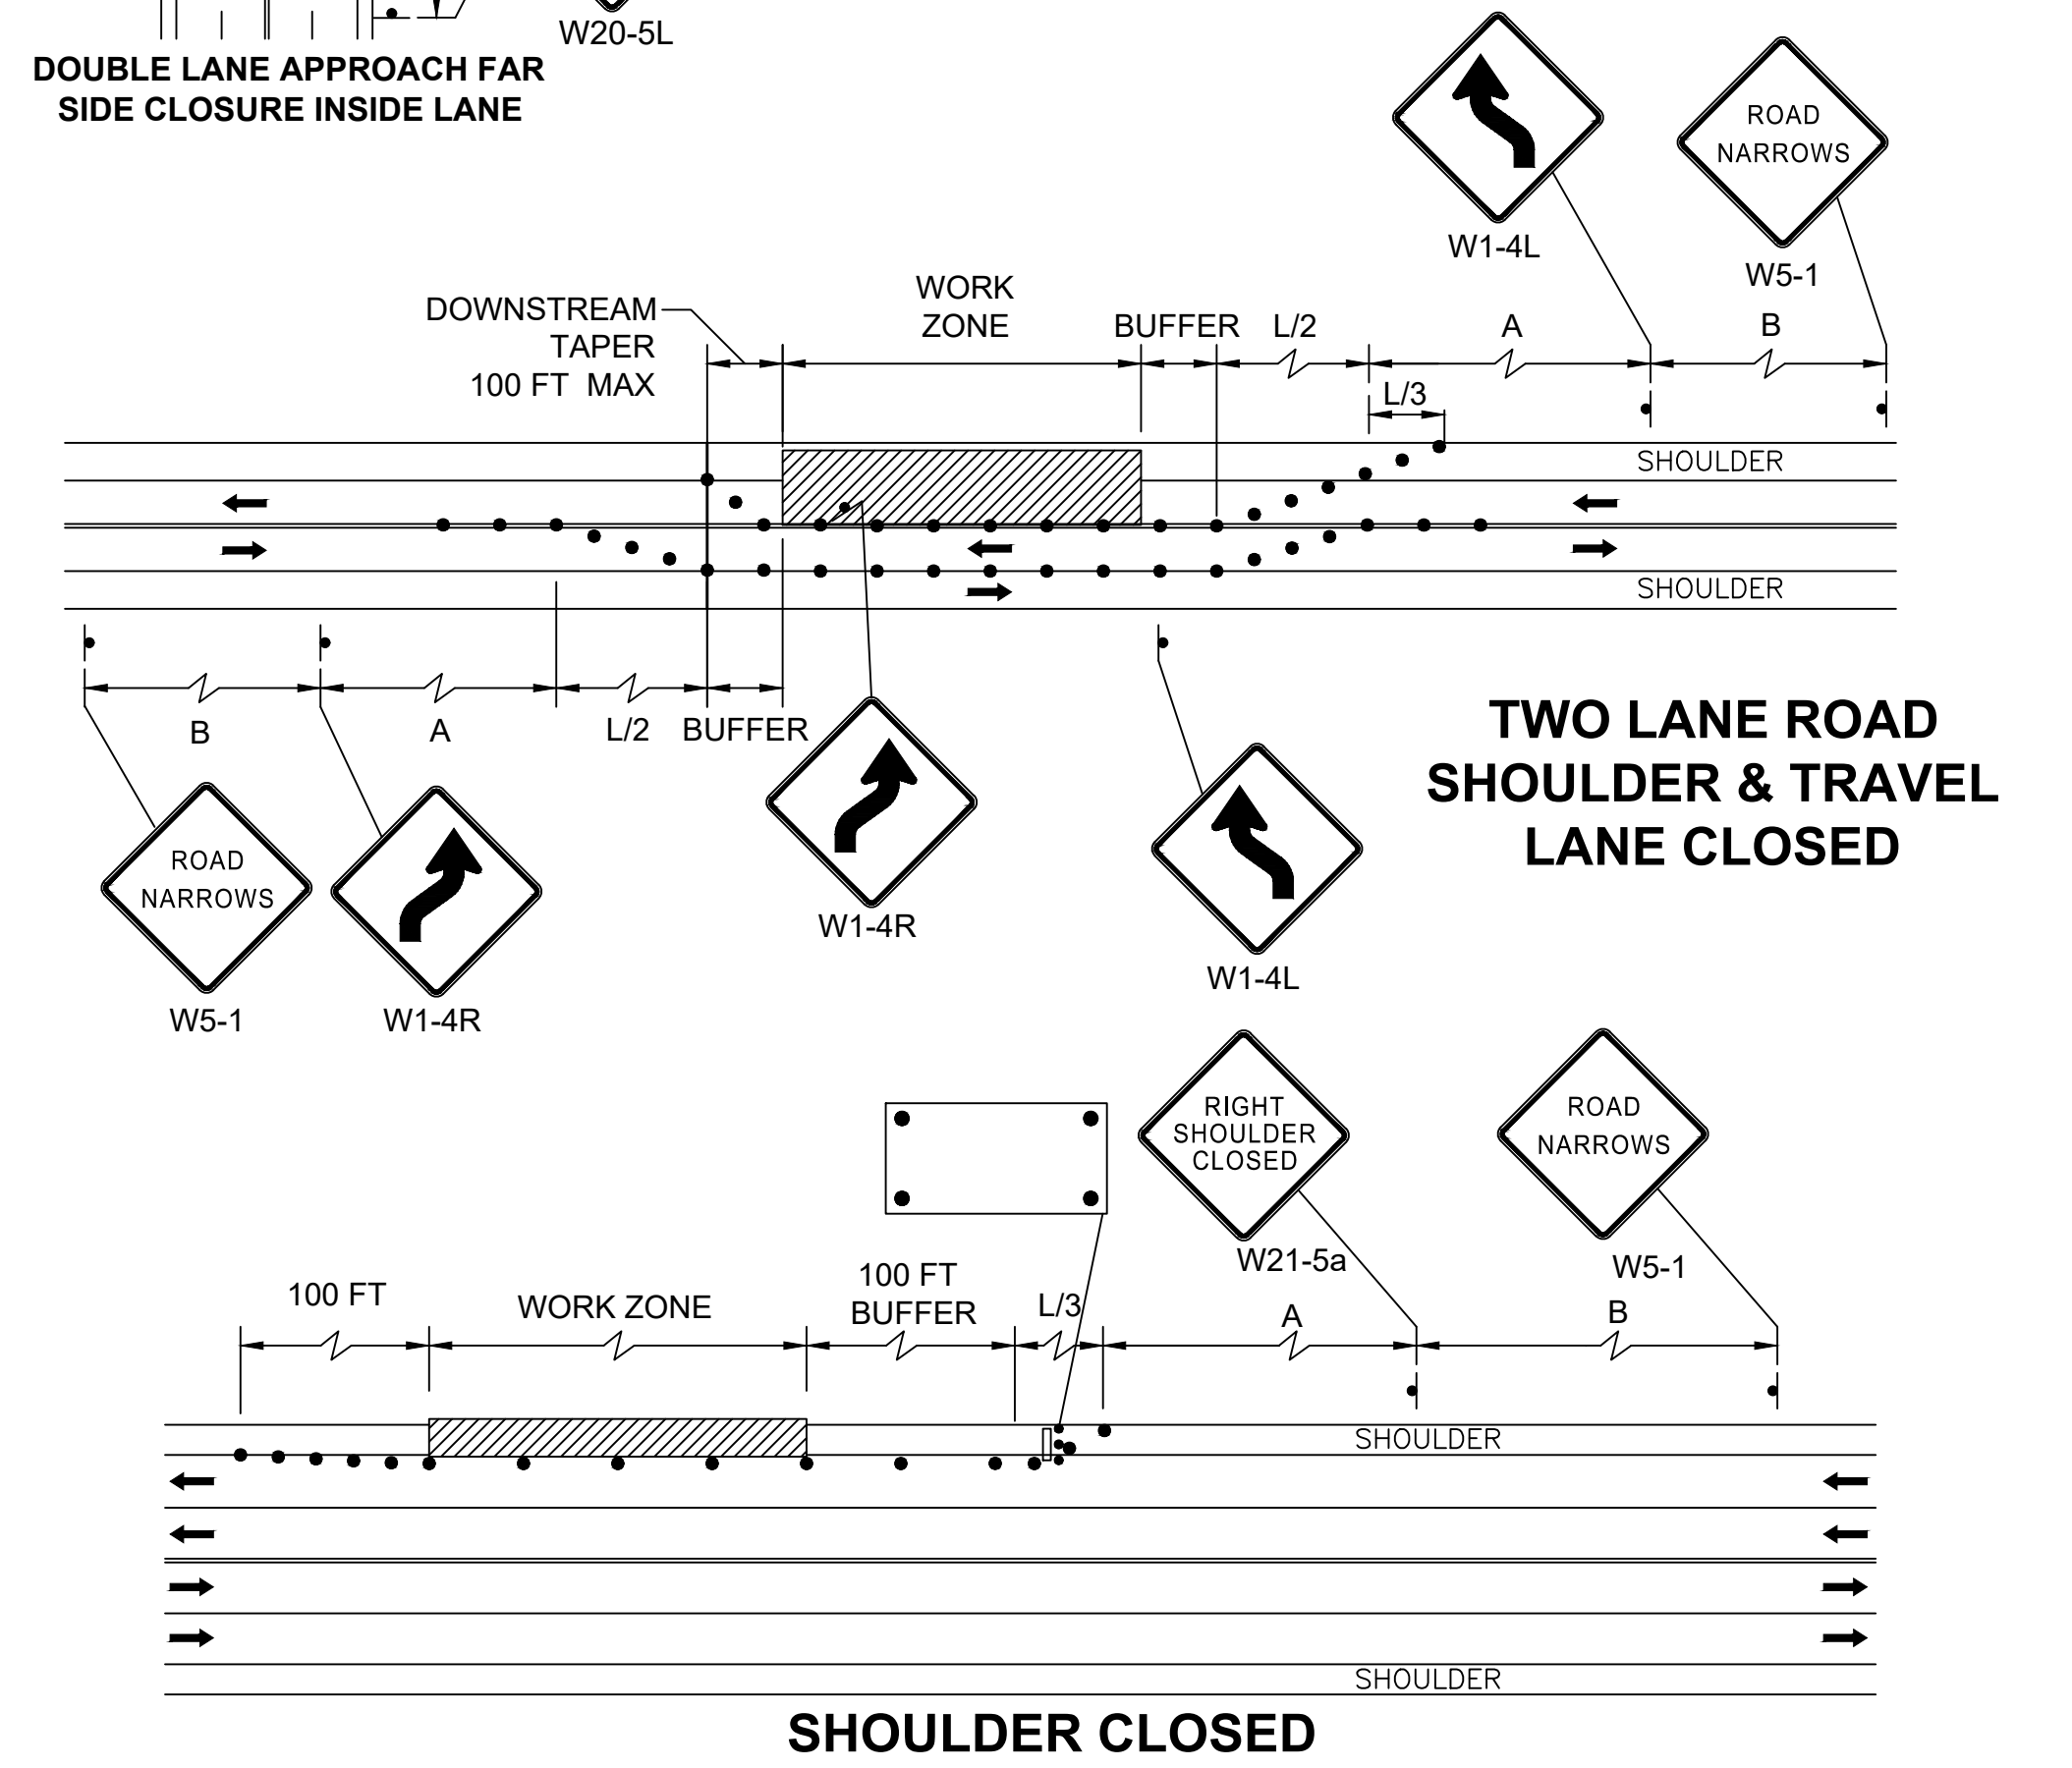 W20-5L
DOUBLE LANE APPROACH FAR
SIDE CLOSURE INSIDE LANE
W1-4L
ROAD
NARROWS
W5-1
DOWNSTREAM
TAPER
100 FT MAX
WORK
ZONE
BUFFER
L/2
A
B
L/3
SHOULDER
SHOULDER
B
A
L/2
BUFFER
ROAD
NARROWS
W5-1
W1-4R
W1-4R
W1-4L
TWO LANE ROAD
SHOULDER & TRAVEL
LANE CLOSED
RIGHT
SHOULDER
CLOSED
W21-5a
ROAD
NARROWS
W5-1
100 FT
WORK ZONE
100 FT
BUFFER
L/3
A
B
SHOULDER
SHOULDER
SHOULDER CLOSED